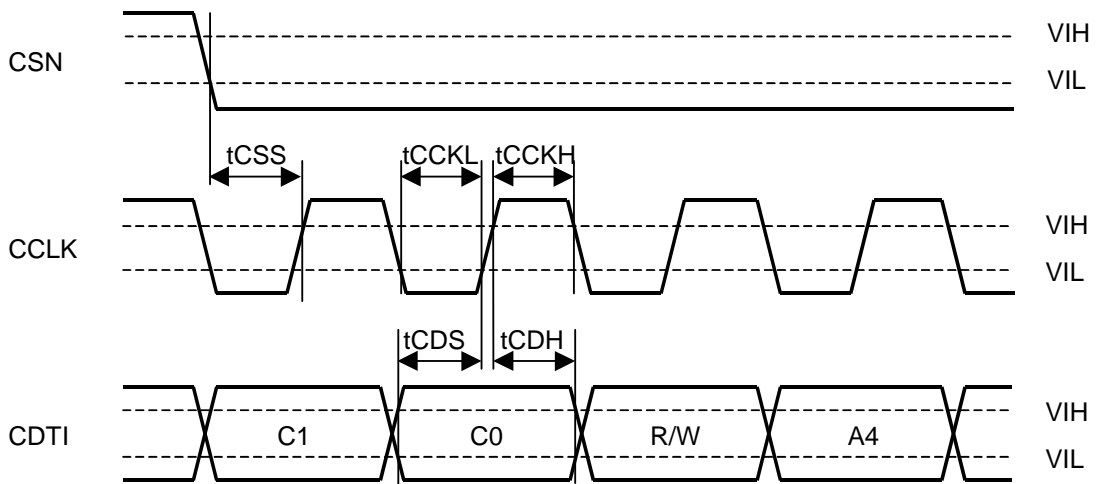 CSN
VIH
VIL
tCSS
tCCKL
tCCKH
CCLK
VIH
VIL
tCDS
tCDH
CDTI
C1
C0
R/W
A4
VIH
VIL